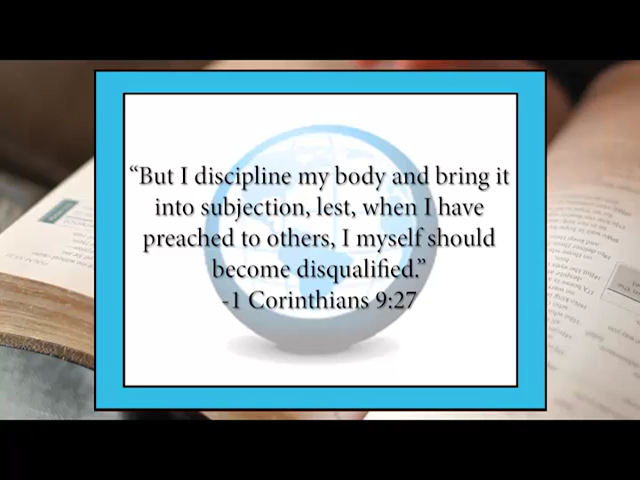 “But I discipline my body and bring it
into subjection, lest, when I have
preached to others, I myself should
become disqualified.”
-1 Corinthians 9:27